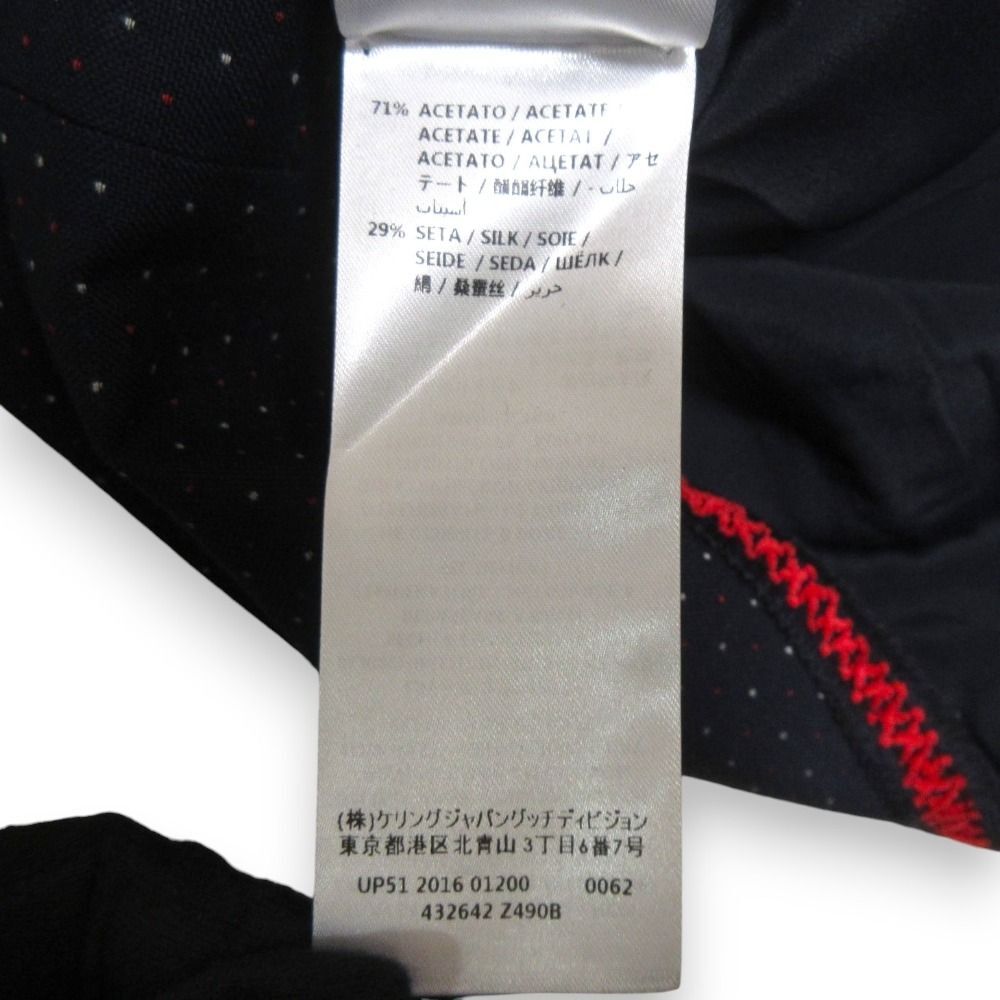 71% ACETATO / ACETATE
ACETATE / ACETAT /
ACETATO / АЦЕТАТ / アセ
テート / 醋酯纤维 /
أسيتات
29% SETA / SILK / SOIE /
SEIDE / SEDA / ШЁЛК /
絹 / 桑蚕丝 / حرير
(株)ケリングジャパングッチディビジョン
東京都港区北青山3丁目6番7号
UP51 2016 01200 0062
432642 Z490B